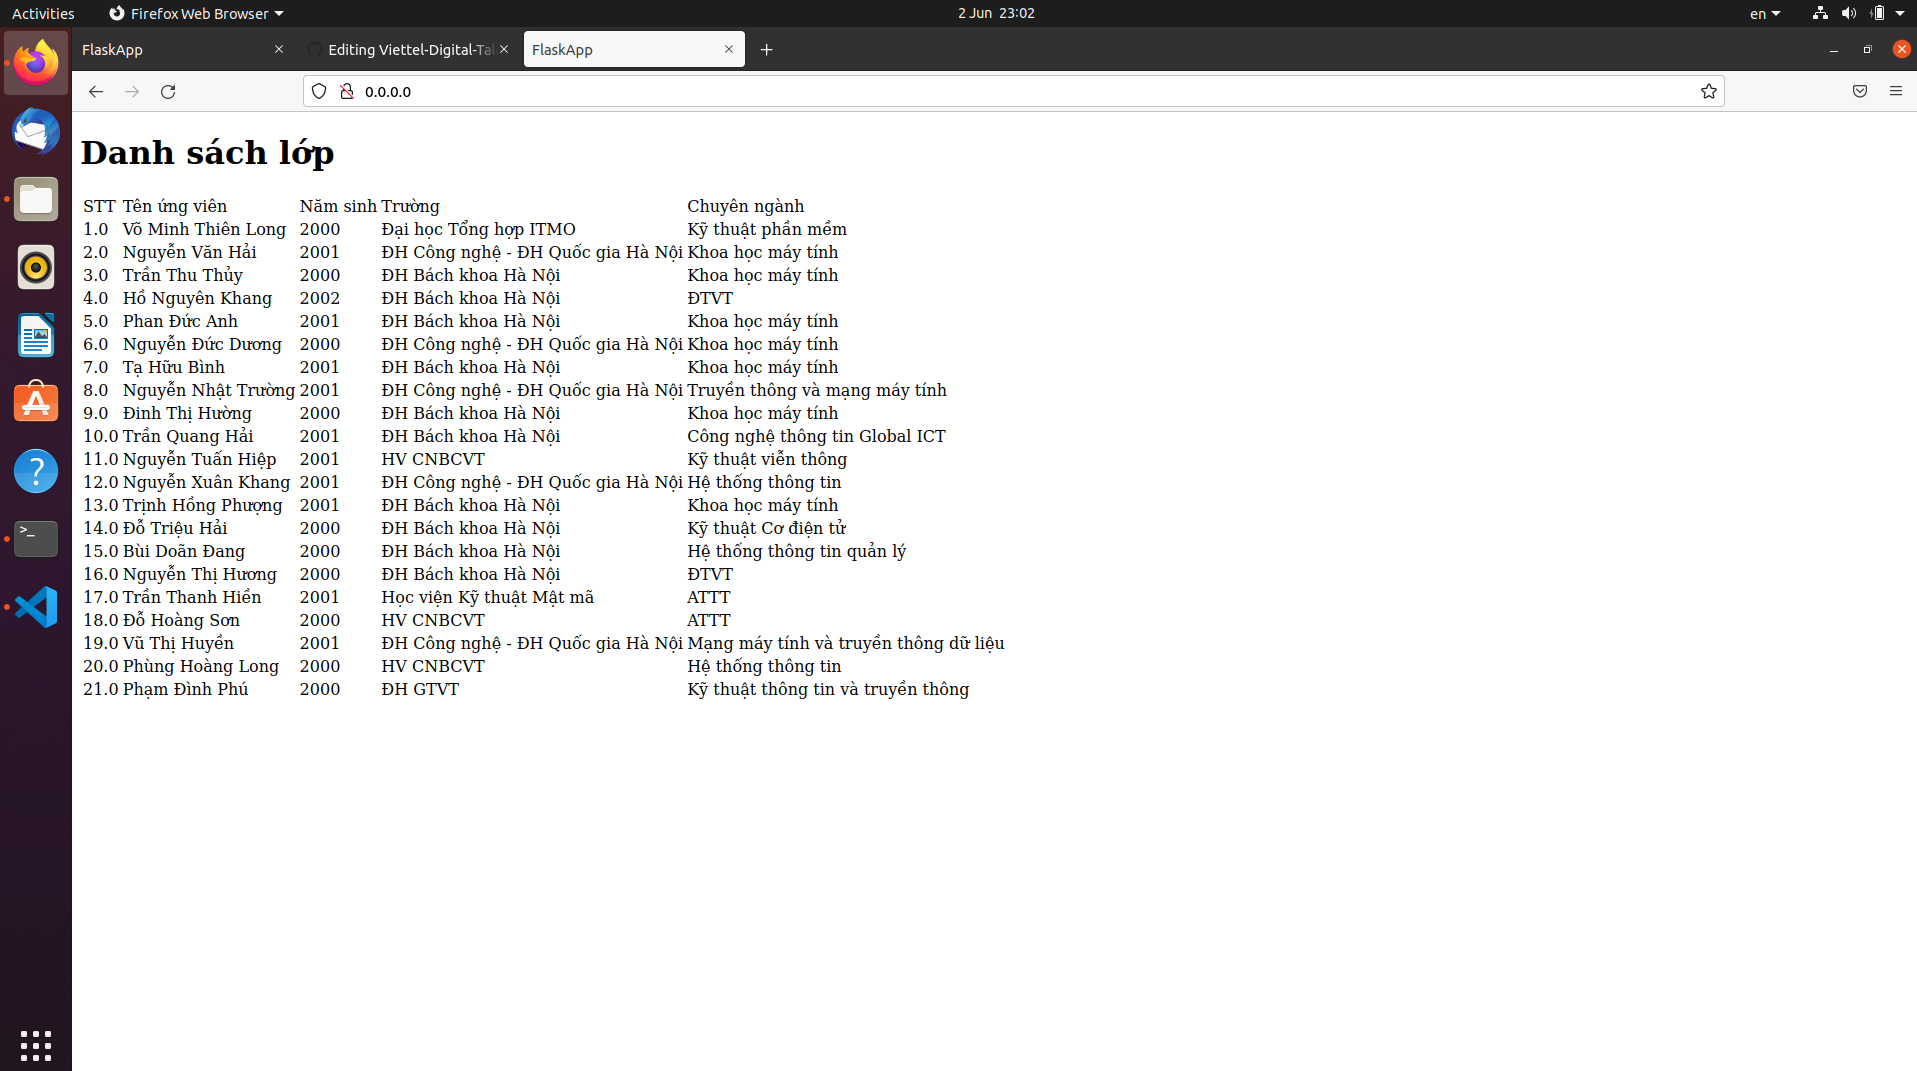 Activities Firefox Web Browser 2 Jun 23:02 en
FlaskApp Editing Viettel-Digital-Tal FlaskApp
0.0.0.0
Danh sách lớp
STT Tên ứng viên Năm sinh Trường Chuyên ngành
1.0 Võ Minh Thiên Long 2000 Đại học Tổng hợp ITMO Kỹ thuật phần mềm
2.0 Nguyễn Văn Hải 2001 ĐH Công nghệ - ĐH Quốc gia Hà Nội Khoa học máy tính
3.0 Trần Thu Thủy 2000 ĐH Bách khoa Hà Nội Khoa học máy tính
4.0 Hồ Nguyên Khang 2002 ĐH Bách khoa Hà Nội ĐTVT
5.0 Phan Đức Anh 2001 ĐH Bách khoa Hà Nội Khoa học máy tính
6.0 Nguyễn Đức Dương 2000 ĐH Công nghệ - ĐH Quốc gia Hà Nội Khoa học máy tính
7.0 Tạ Hữu Bình 2001 ĐH Bách khoa Hà Nội Khoa học máy tính
8.0 Nguyễn Nhật Trường 2001 ĐH Công nghệ - ĐH Quốc gia Hà Nội Truyền thông và mạng máy tính
9.0 Đinh Thị Hường 2000 ĐH Bách khoa Hà Nội Khoa học máy tính
10.0 Trần Quang Hải 2001 ĐH Bách khoa Hà Nội Công nghệ thông tin Global ICT
11.0 Nguyễn Tuấn Hiệp 2001 HV CNBCVT Kỹ thuật viễn thông
12.0 Nguyễn Xuân Khang 2001 ĐH Công nghệ - ĐH Quốc gia Hà Nội Hệ thống thông tin
13.0 Trịnh Hồng Phượng 2001 ĐH Bách khoa Hà Nội Khoa học máy tính
14.0 Đỗ Triệu Hải 2000 ĐH Bách khoa Hà Nội Kỹ thuật Cơ điện tử
15.0 Bùi Doãn Đang 2000 ĐH Bách khoa Hà Nội Hệ thống thông tin quản lý
16.0 Nguyễn Thị Hương 2000 ĐH Bách khoa Hà Nội ĐTVT
17.0 Trần Thanh Hiền 2001 Học viện Kỹ thuật Mật mã ATTT
18.0 Đỗ Hoàng Sơn 2000 HV CNBCVT ATTT
19.0 Vũ Thị Huyền 2001 ĐH Công nghệ - ĐH Quốc gia Hà Nội Mạng máy tính và truyền thông dữ liệu
20.0 Phùng Hoàng Long 2000 HV CNBCVT Hệ thống thông tin
21.0 Phạm Đình Phú 2000 ĐH GTVT Kỹ thuật thông tin và truyền thông